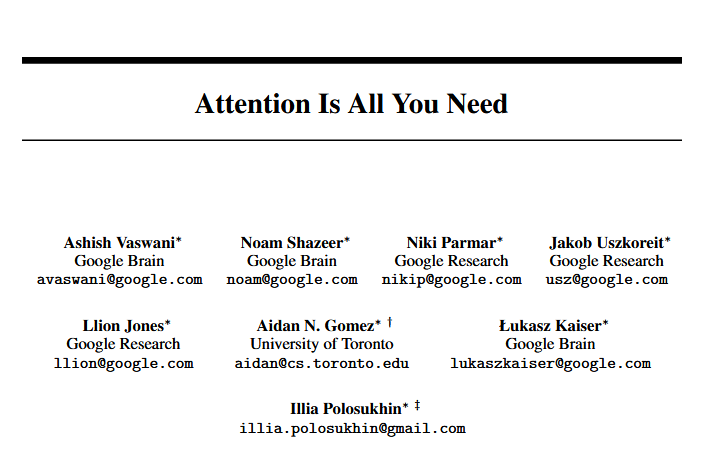 Attention Is All You Need
Ashish Vaswani* Noam Shazeer* Niki Parmar* Jakob Uszkoreit*
Google Brain Google Brain Google Research Google Research
avaswani@google.com noam@google.com nikip@google.com usz@google.com
Llion Jones* Aidan N. Gomez* † Łukasz Kaiser*
Google Research University of Toronto Google Brain
llion@google.com aidan@cs.toronto.edu lukaszkaiser@google.com
Illia Polosukhin* ‡
illia.polosukhin@gmail.com